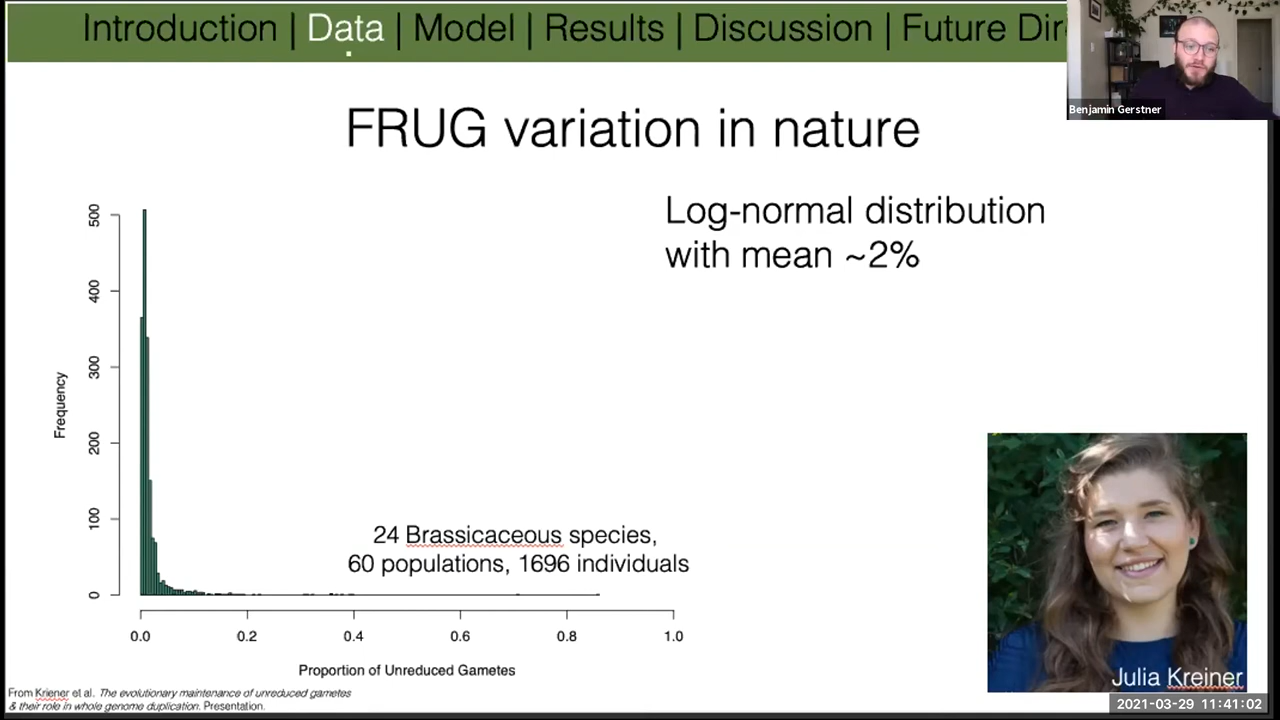 Introduction | Data | Model | Results | Discussion | Future Dir
Benjamin Gerstner
FRUG variation in nature
Log-normal distribution
with mean ~2%
500
400
300
200
100
0
Frequency
24 Brassicaceous species,
60 populations, 1696 individuals
0.0 0.2 0.4 0.6 0.8 1.0
Proportion of Unreduced Gametes
Julia Kreiner
From Kriener et al. The evolutionary maintenance of unreduced gametes
& their role in whole genome duplication. Presentation.
2021-03-29 11:41:02